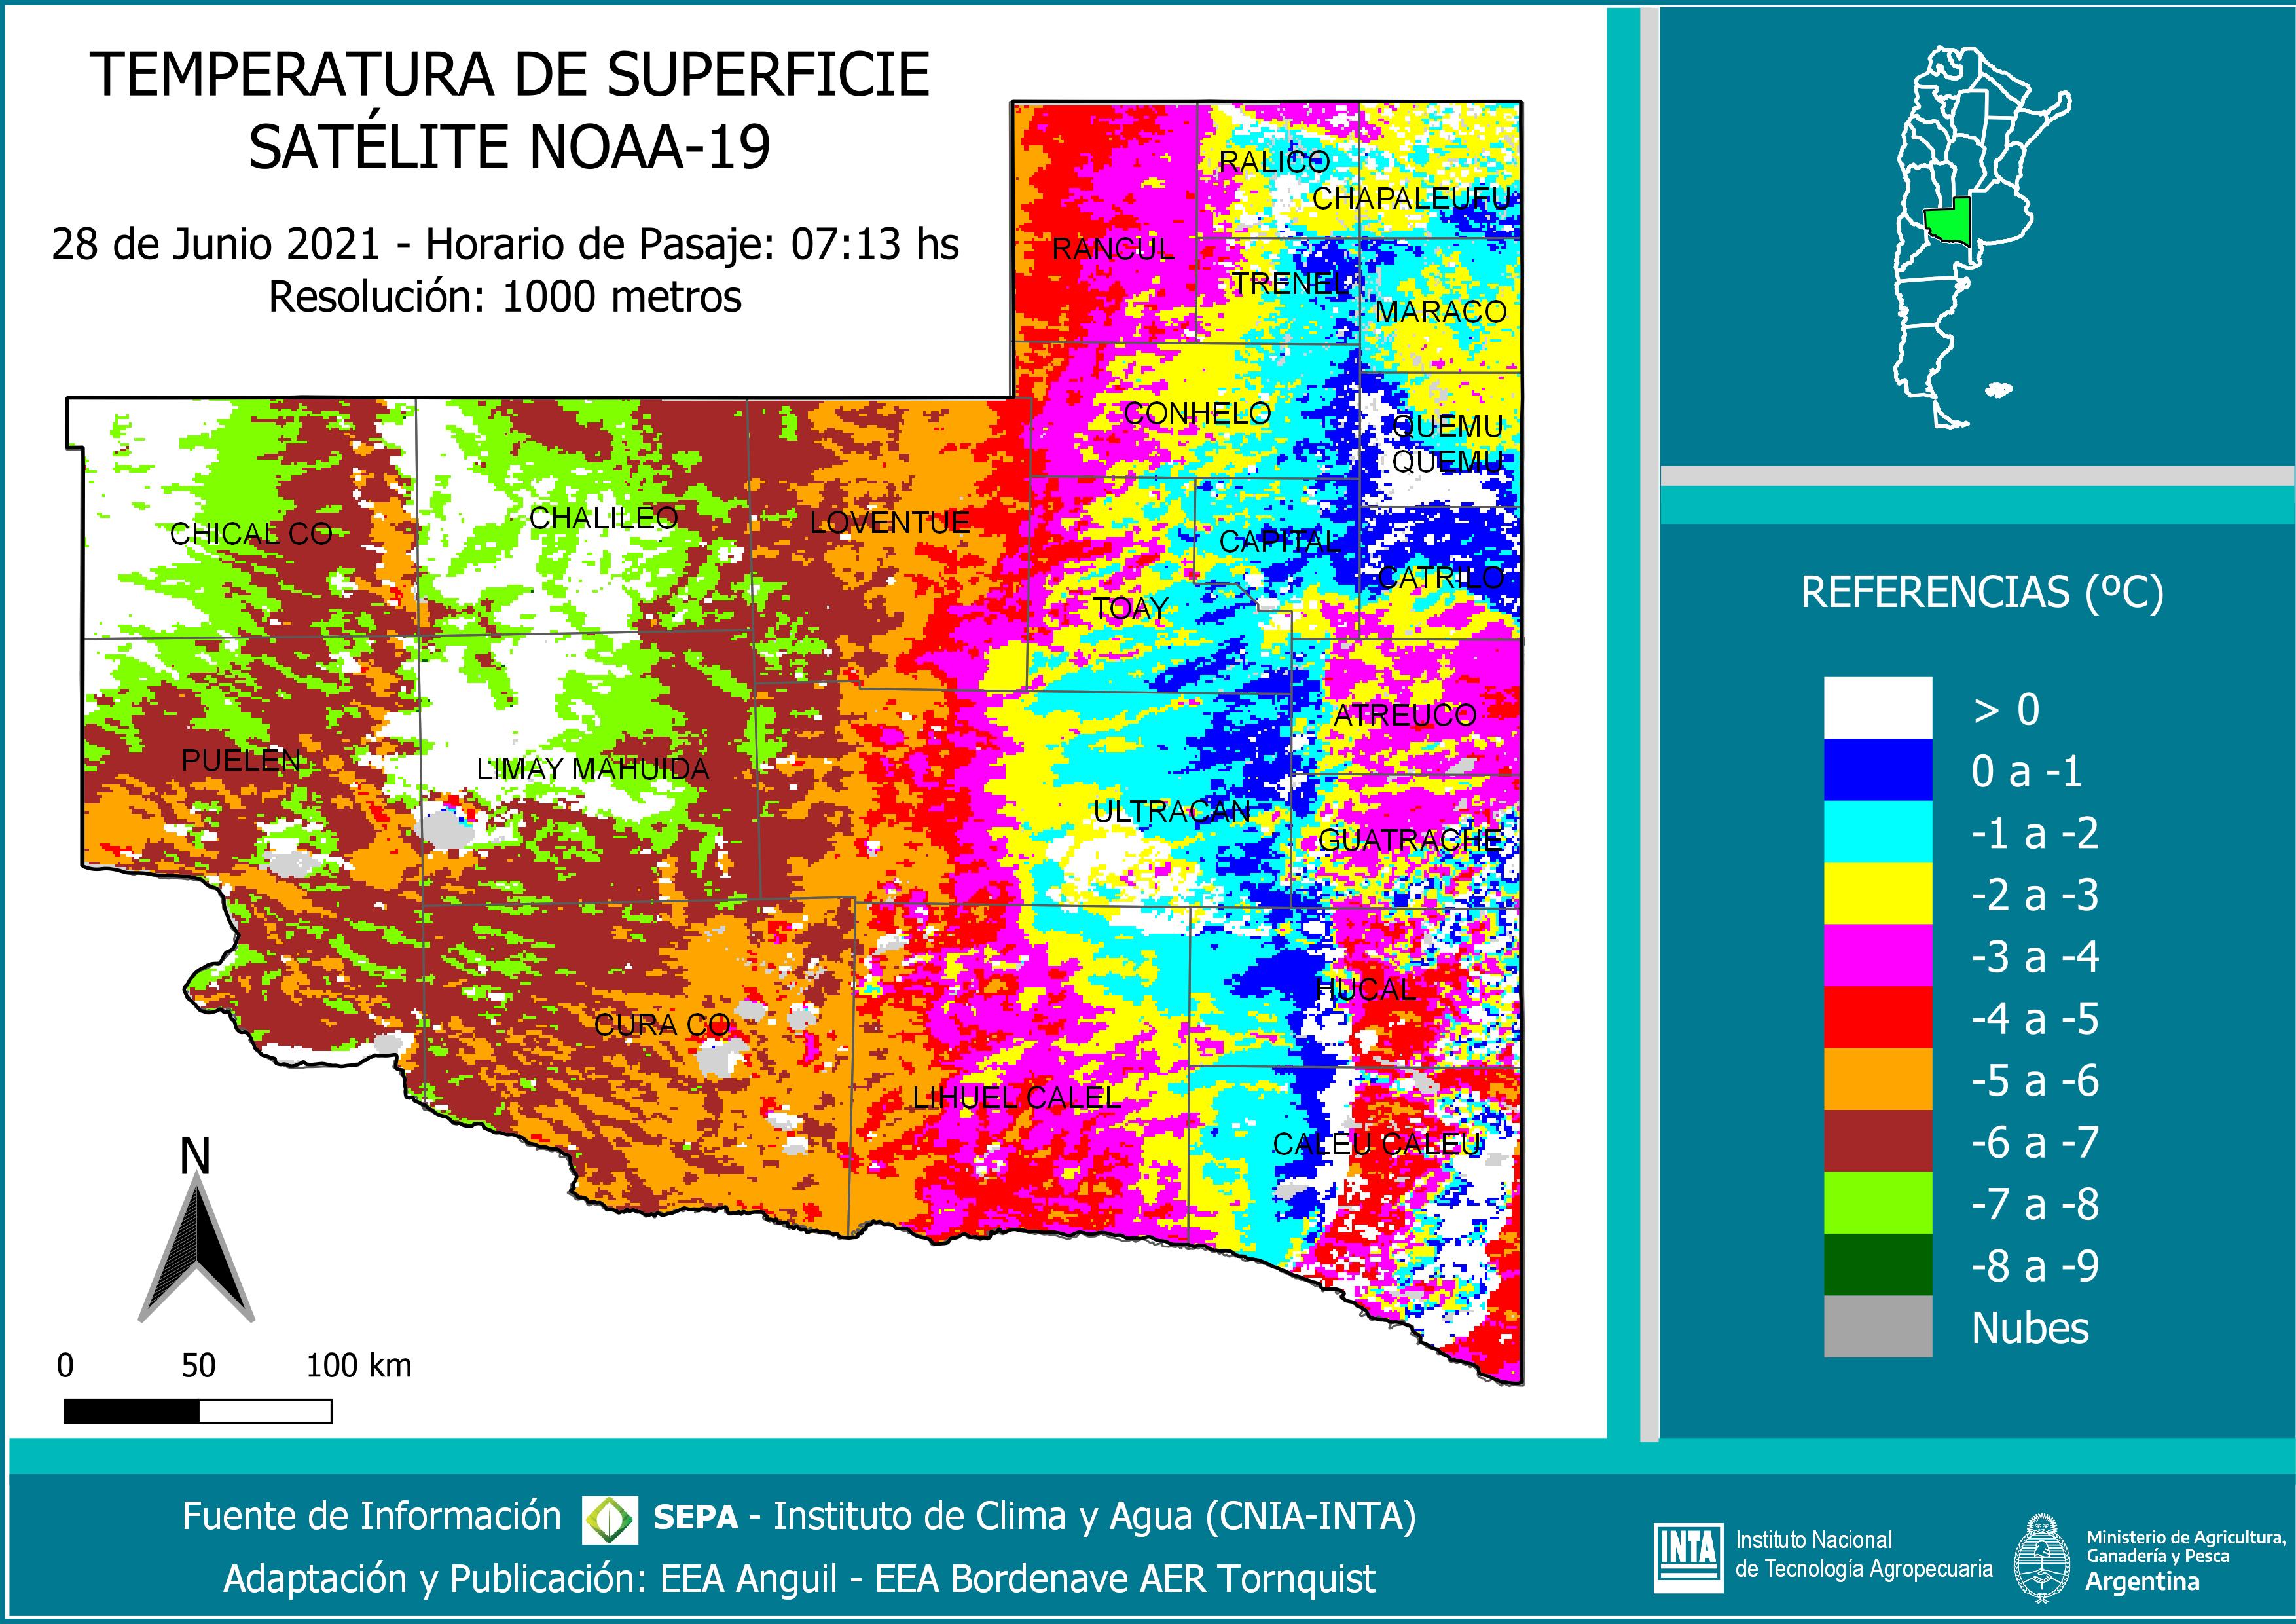 TEMPERATURA DE SUPERFICIE
SATÉLITE NOAA-19
28 de Junio 2021 - Horario de Pasaje: 07:13 hs
Resolución: 1000 metros
RALICO
CHAPALEUFU
RANCUL
TRENEL
MARACO
CONHELO
QUEMU
QUEMU
CHICAL CO
CHALILEO
LOVENTUE
CAPITAL
CATRILO
TOAY
ATREUCO
PUELEN
LIMAY MAHUIDA
ULTRACAN
GUATRACHE
HUCAL
CURA CO
LIHUEL CALEL
CALEU CALEU
N
0 50 100 km
REFERENCIAS (ºC)
> 0
0 a -1
-1 a -2
-2 a -3
-3 a -4
-4 a -5
-5 a -6
-6 a -7
-7 a -8
-8 a -9
Nubes
Fuente de Información SEPA - Instituto de Clima y Agua (CNIA-INTA)
Adaptación y Publicación: EEA Anguil - EEA Bordenave AER Tornquist
INTA
Instituto Nacional
de Tecnología Agropecuaria
Ministerio de Agricultura,
Ganadería y Pesca
Argentina